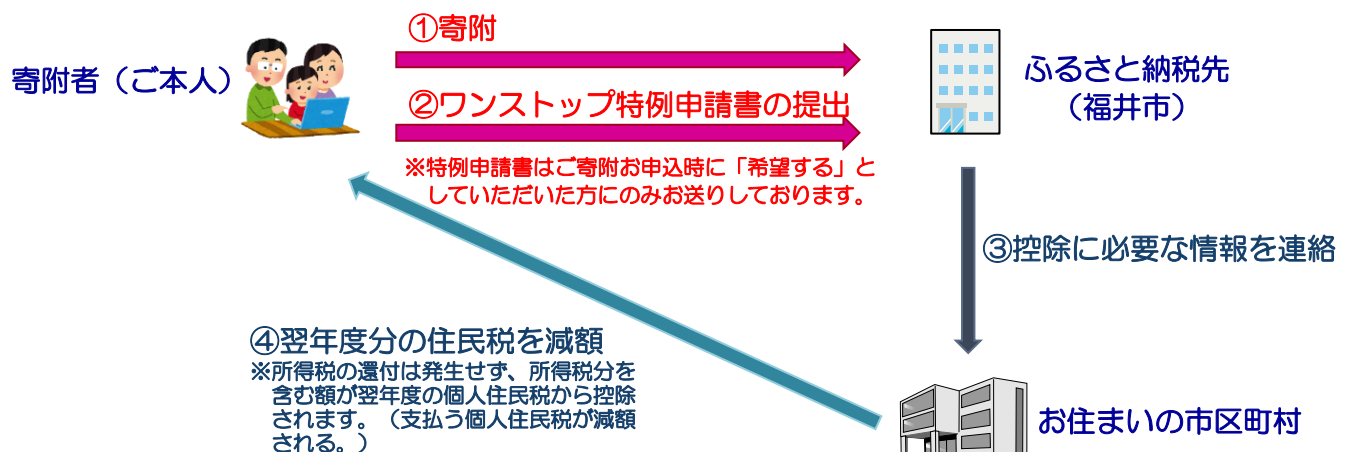 ①寄附
寄附者（ご本人）
ふるさと納税先
（福井市）
②ワンストップ特例申請書の提出
※特例申請書はご寄附お申込時に「希望する」と
していただいた方にのみお送りしております。
③控除に必要な情報を連絡
④翌年度分の住民税を減額
※所得税の還付は発生せず、所得税分を
含む額が翌年度の個人住民税から控除
されます。（支払う個人住民税が減額
される。）
お住まいの市区町村